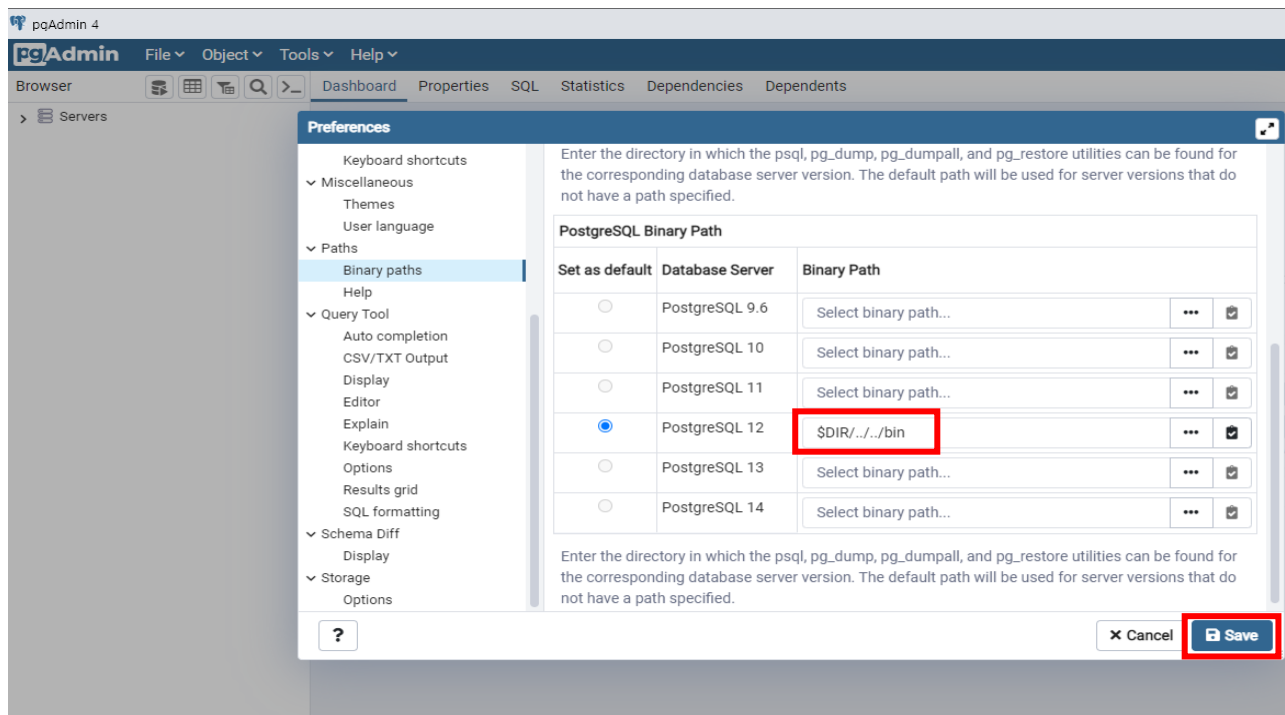 pgAdmin 4
pgAdmin File Object Tools Help
Browser Dashboard Properties SQL Statistics Dependencies Dependents
Servers
Preferences
Keyboard shortcuts
Miscellaneous
Themes
User language
Paths
Binary paths
Help
Query Tool
Auto completion
CSV/TXT Output
Display
Editor
Explain
Keyboard shortcuts
Options
Results grid
SQL formatting
Schema Diff
Display
Storage
Options
Enter the directory in which the psql, pg_dump, pg_dumpall, and pg_restore utilities can be found for
the corresponding database server version. The default path will be used for server versions that do
not have a path specified.
PostgreSQL Binary Path
Set as default Database Server Binary Path
PostgreSQL 9.6 Select binary path... •••
PostgreSQL 10 Select binary path... •••
PostgreSQL 11 Select binary path... •••
PostgreSQL 12 $DIR/../../bin •••
PostgreSQL 13 Select binary path... •••
PostgreSQL 14 Select binary path... •••
Enter the directory in which the psql, pg_dump, pg_dumpall, and pg_restore utilities can be found for
the corresponding database server version. The default path will be used for server versions that do
not have a path specified.
? Cancel Save